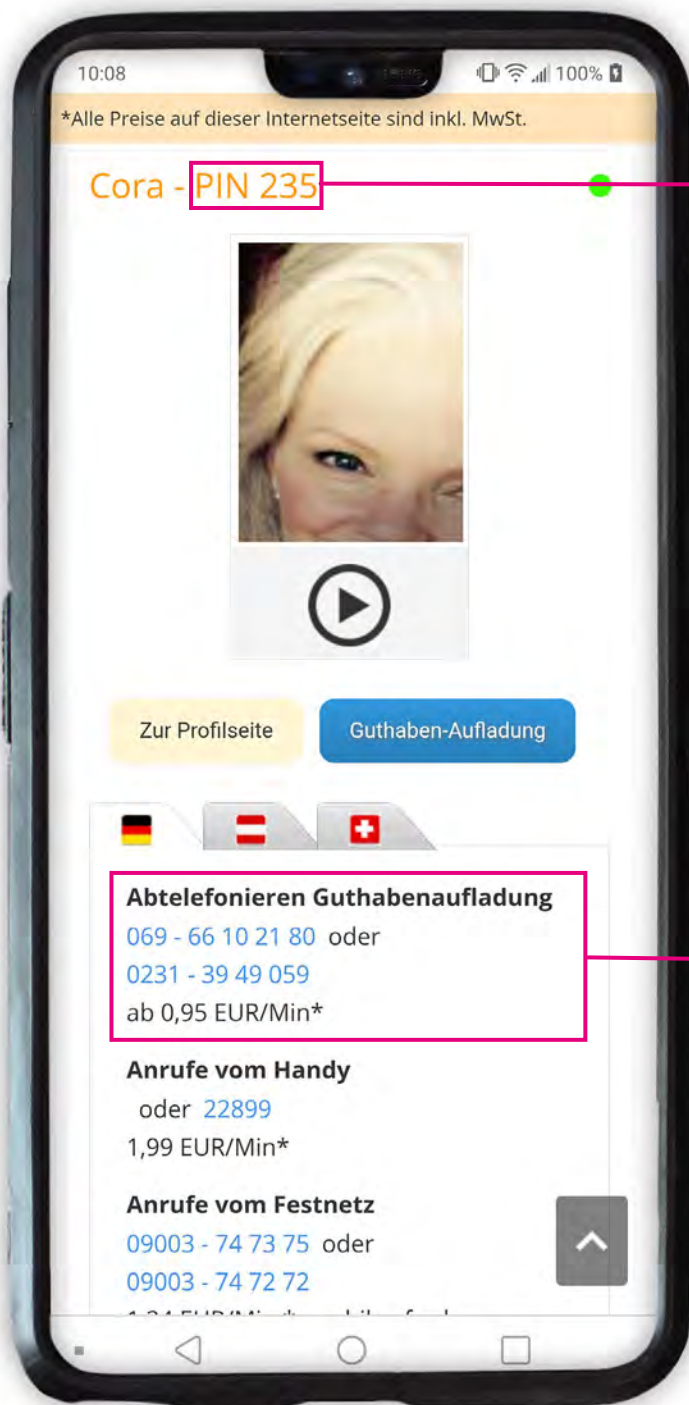 10:08
100%
*Alle Preise auf dieser Internetseite sind inkl. MwSt.
Cora - PIN 235
Zur Profilseite
Guthaben-Aufladung
Abtelefonieren Guthabenaufladung
069 - 66 10 21 80 oder
0231 - 39 49 059
ab 0,95 EUR/Min*
Anrufe vom Handy
oder 22899
1,99 EUR/Min*
Anrufe vom Festnetz
09003 - 74 73 75 oder
09003 - 74 72 72